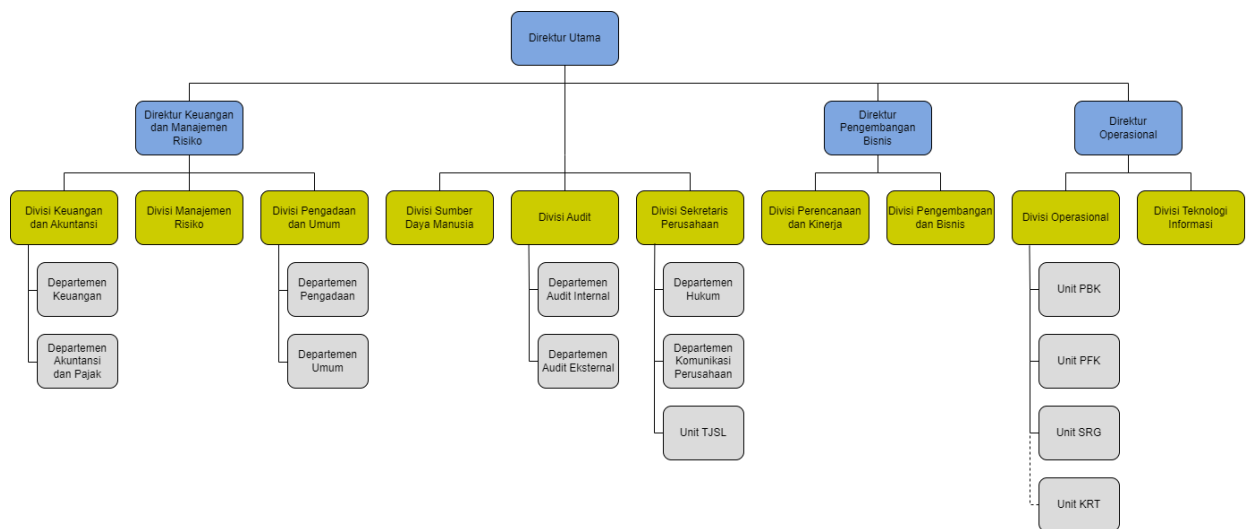 Direktur Utama
Direktur Keuangan
dan Manajemen
Risiko
Direktur
Pengembangan
Bisnis
Direktur
Operasional
Divisi Keuangan
dan Akuntansi
Divisi Manajemen
Risiko
Divisi Pengadaan
dan Umum
Divisi Sumber
Daya Manusia
Divisi Audit
Divisi Sekretaris
Perusahaan
Divisi Perencanaan
dan Kinerja
Divisi Pengembangan
dan Bisnis
Divisi Operasional
Divisi Teknologi
Informasi
Departemen
Keuangan
Departemen
Akuntansi
dan Pajak
Departemen
Pengadaan
Departemen
Umum
Departemen
Audit Internal
Departemen
Audit Eksternal
Departemen
Hukum
Departemen
Komunikasi
Perusahaan
Unit TJSL
Unit PBK
Unit PFK
Unit SRG
Unit KRT